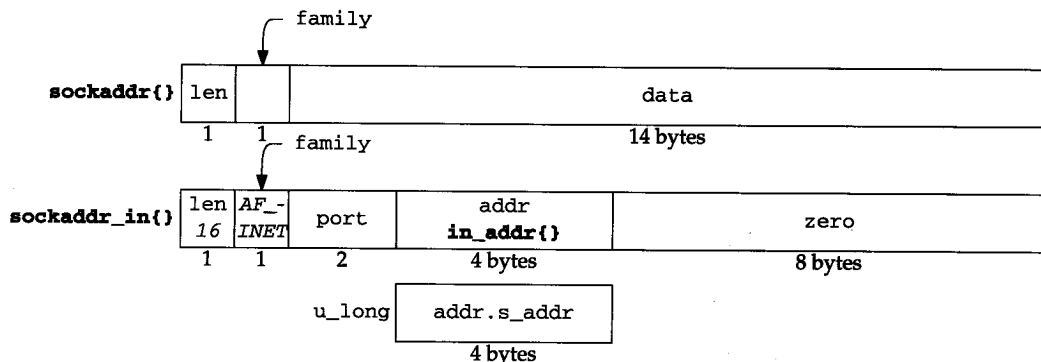 family
sockaddr{} len data
1 1 14 bytes
family
sockaddr_in{} len 16 AF_- INET port addr in_addr{} zero
1 1 2 4 bytes 8 bytes
u_long addr.s_addr
4 bytes